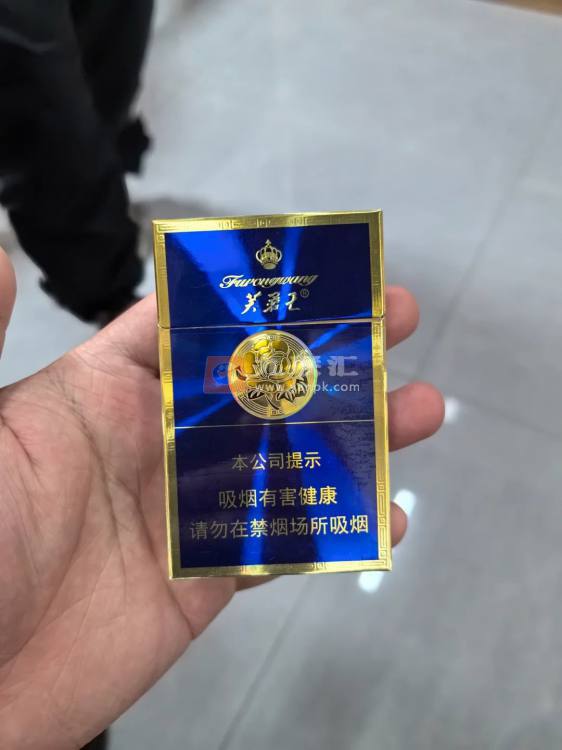 Furongwang
芙蓉王®
本公司提示
吸烟有害健康
请勿在禁烟场所吸烟